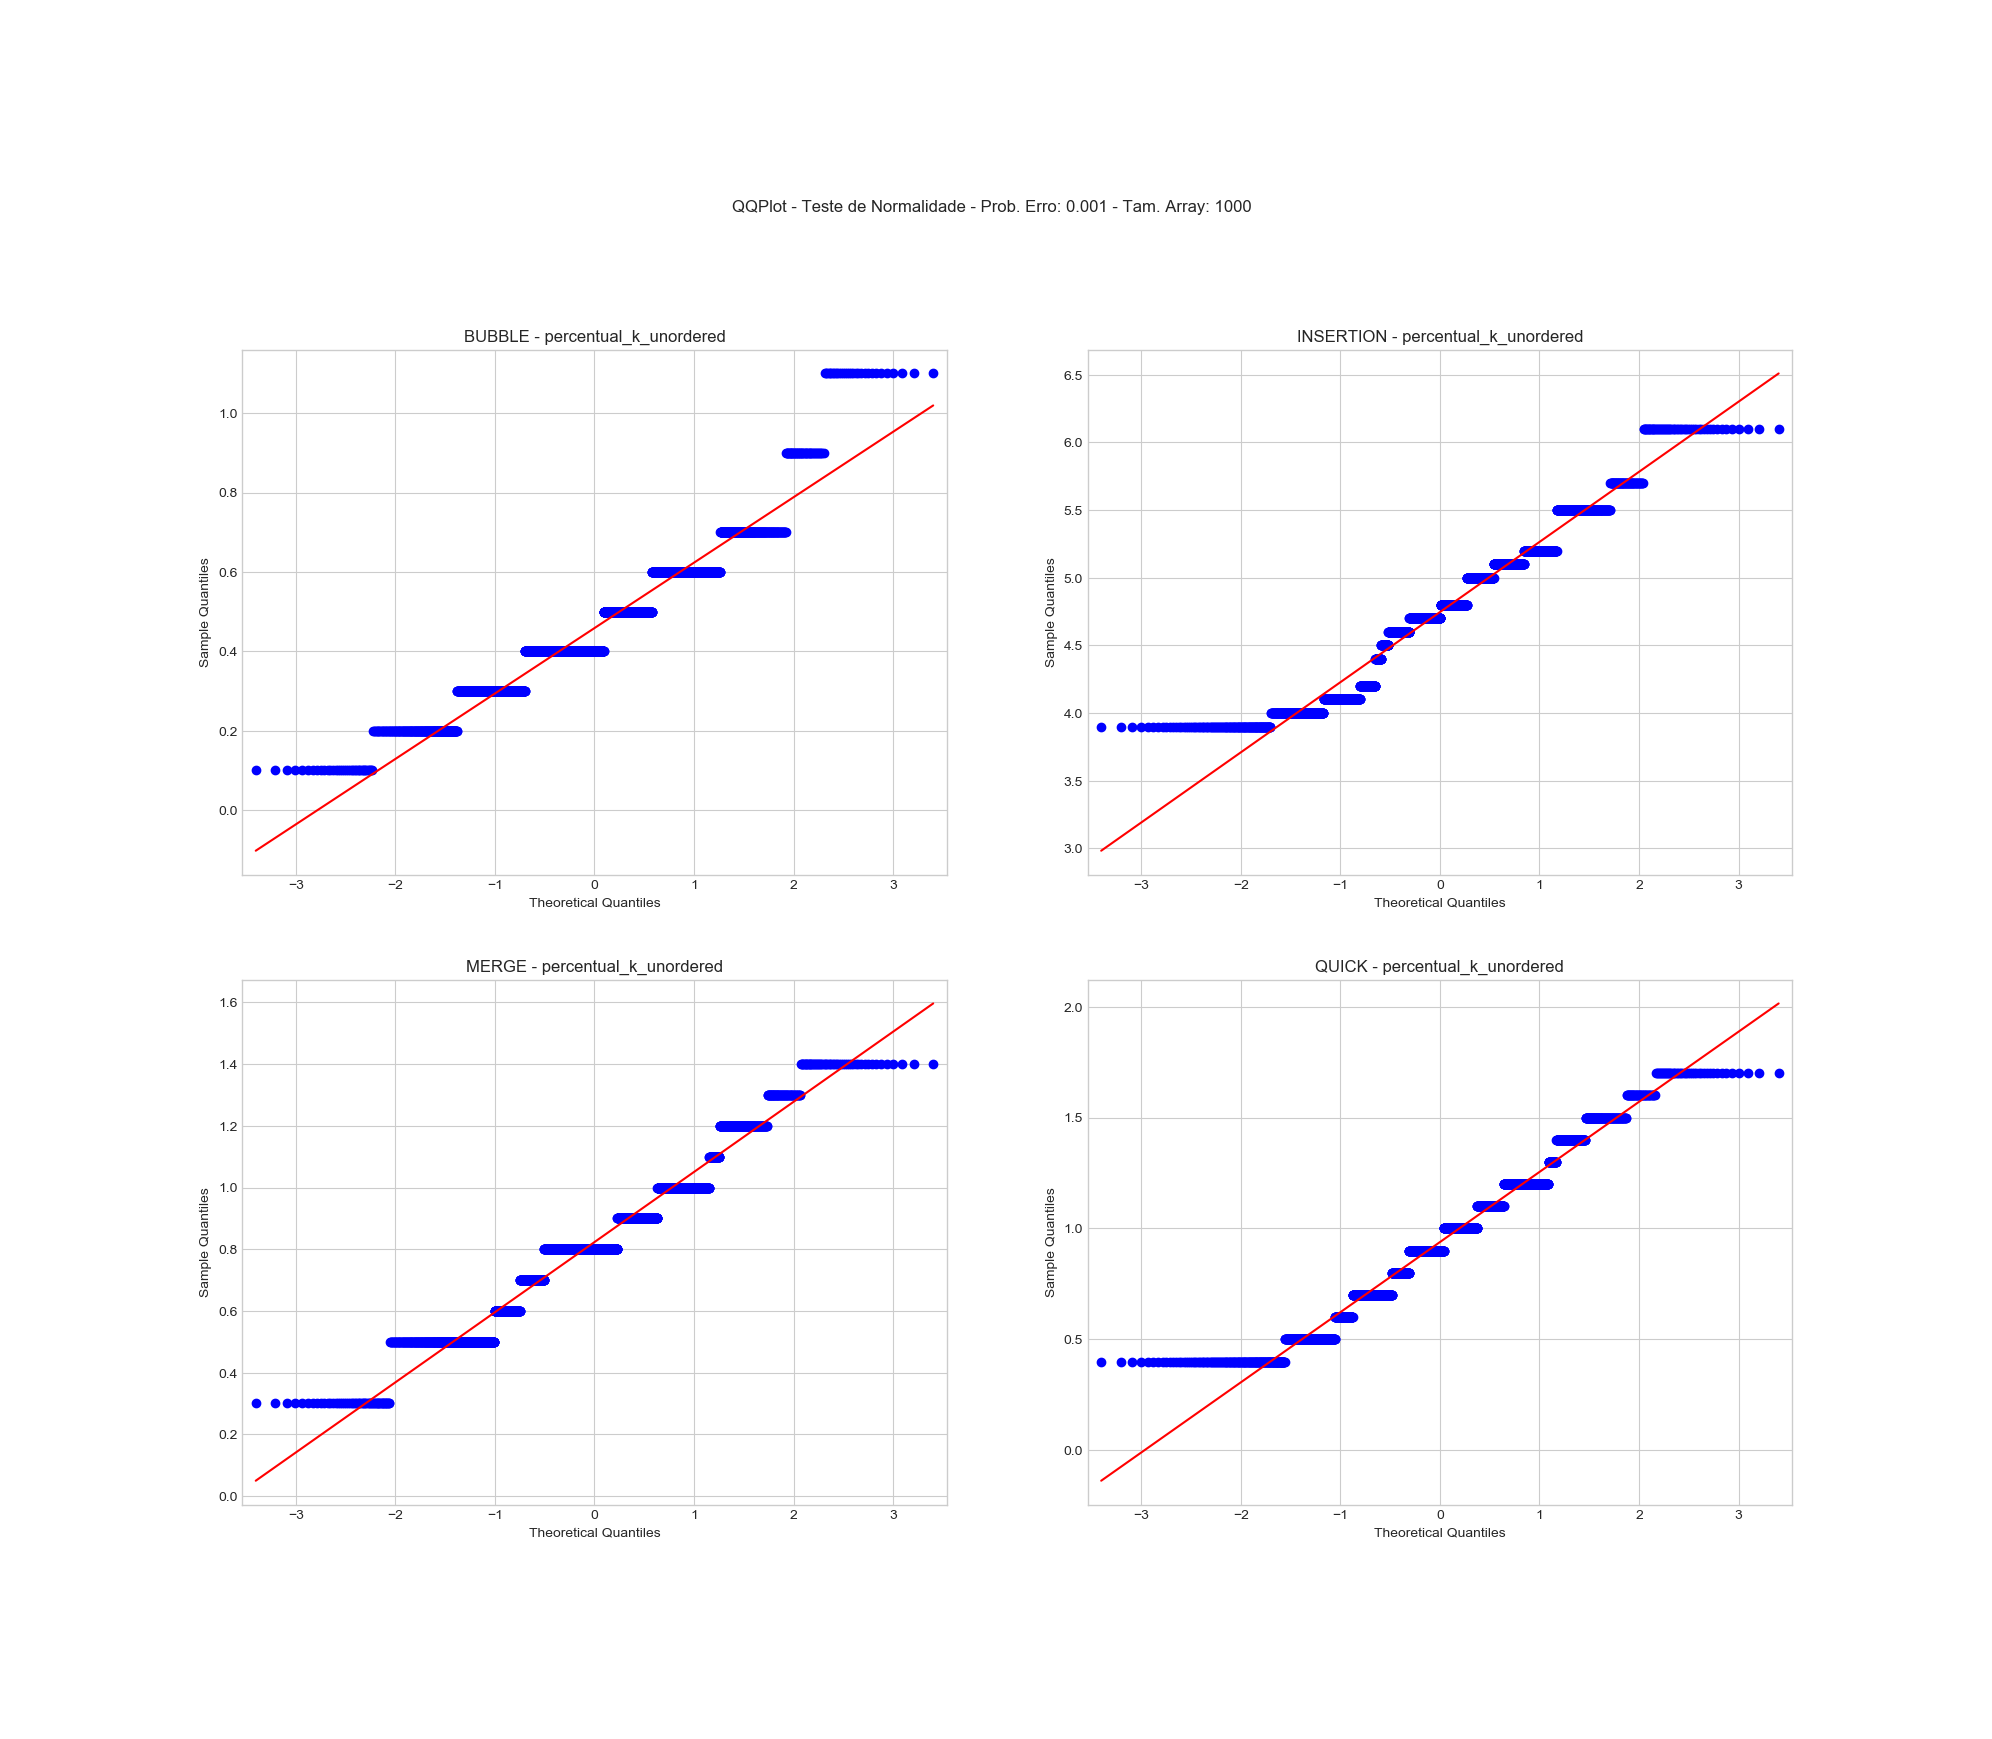 QQPlot - Teste de Normalidade - Prob. Erro: 0.001 - Tam. Array: 1000
BUBBLE - percentual_k_unordered
Sample Quantiles
1.0
0.8
0.6
0.4
0.2
0.0
−3 −2 −1 0 1 2 3
Theoretical Quantiles
INSERTION - percentual_k_unordered
Sample Quantiles
6.5
6.0
5.5
5.0
4.5
4.0
3.5
3.0
−3 −2 −1 0 1 2 3
Theoretical Quantiles
MERGE - percentual_k_unordered
Sample Quantiles
1.6
1.4
1.2
1.0
0.8
0.6
0.4
0.2
0.0
−3 −2 −1 0 1 2 3
Theoretical Quantiles
QUICK - percentual_k_unordered
Sample Quantiles
2.0
1.5
1.0
0.5
0.0
−3 −2 −1 0 1 2 3
Theoretical Quantiles